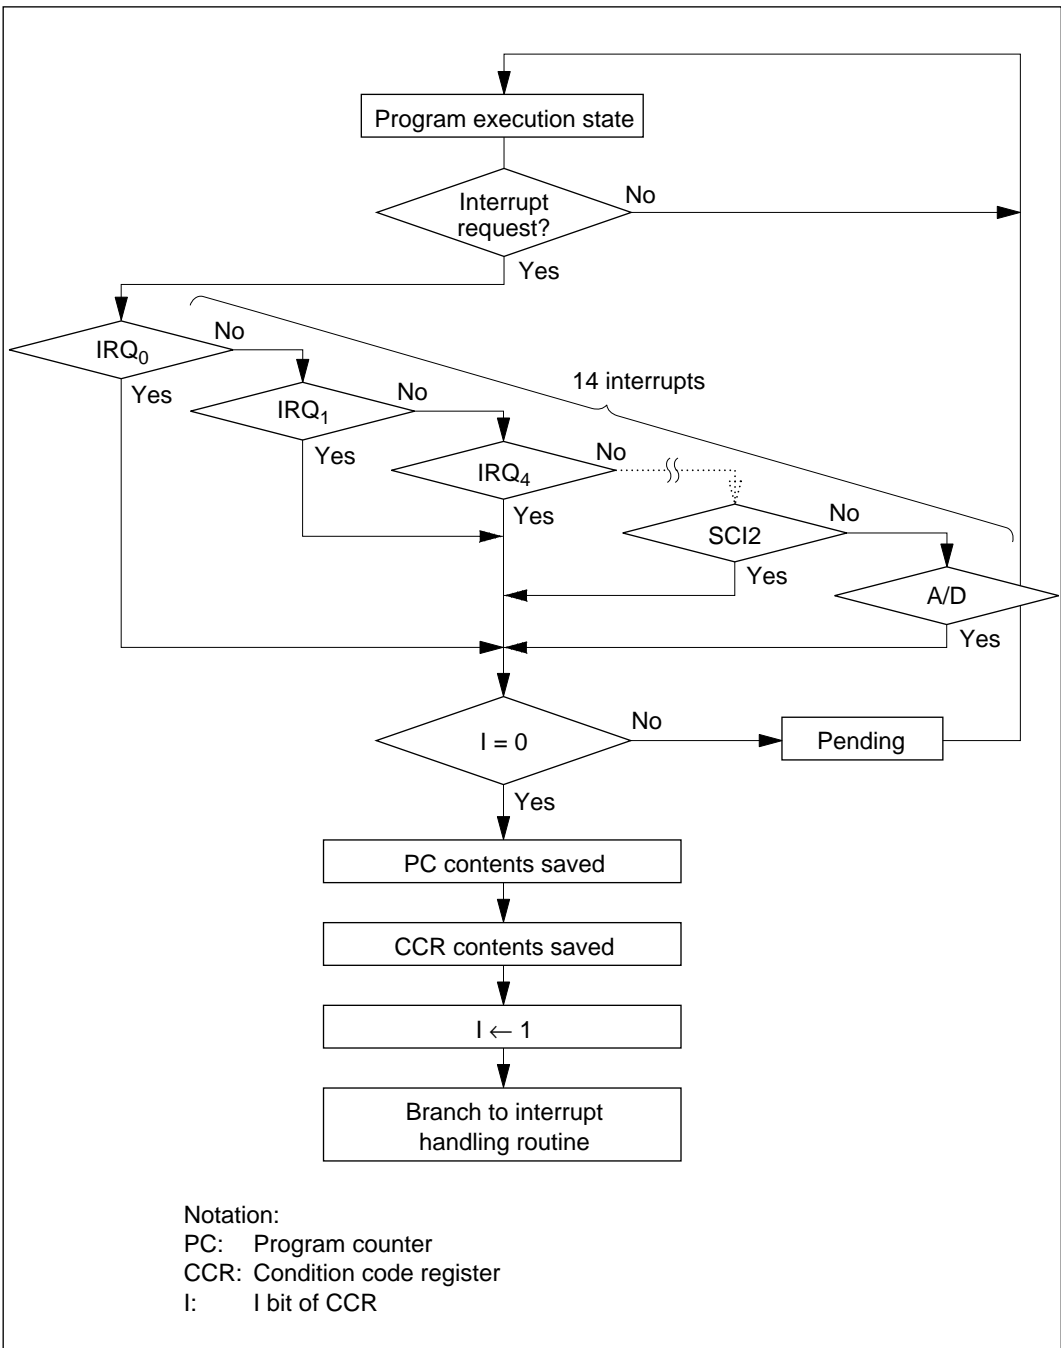 Program execution state
Interrupt
request?
No
Yes
IRQ0
No
Yes
14 interrupts
IRQ1
No
Yes
IRQ4
No
Yes
SCI2
No
Yes
A/D
Yes
I = 0
No
Pending
Yes
PC contents saved
CCR contents saved
I ← 1
Branch to interrupt
handling routine
Notation:
PC: Program counter
CCR: Condition code register
I: I bit of CCR